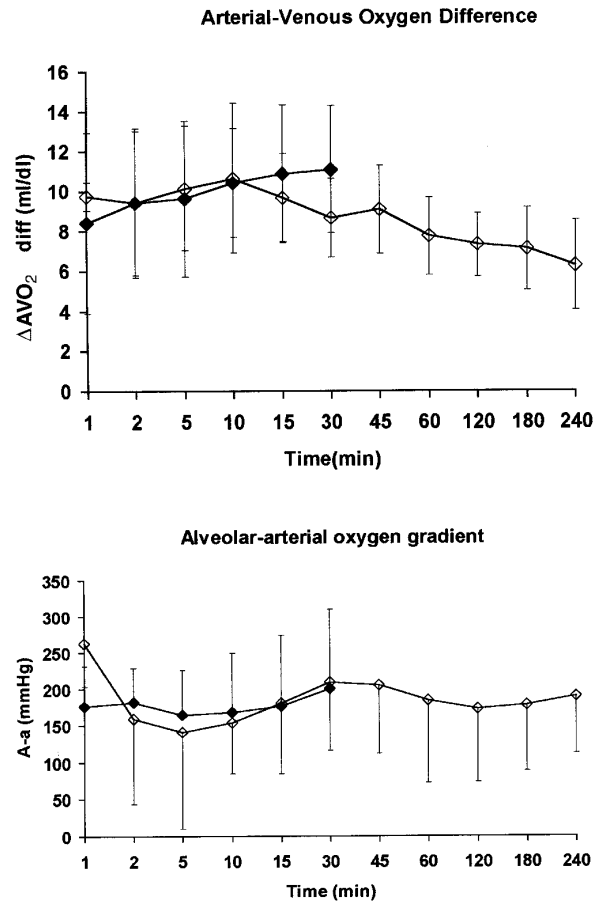 Arterial-Venous Oxygen Difference
16
14
12
10
8
6
4
2
0
ΔAVO₂ diff (ml/dl)
1 2 5 10 15 30 45 60 120 180 240
Time(min)
Alveolar-arterial oxygen gradient
350
300
250
200
150
100
50
0
A-a (mmHg)
1 2 5 10 15 30 45 60 120 180 240
Time (min)